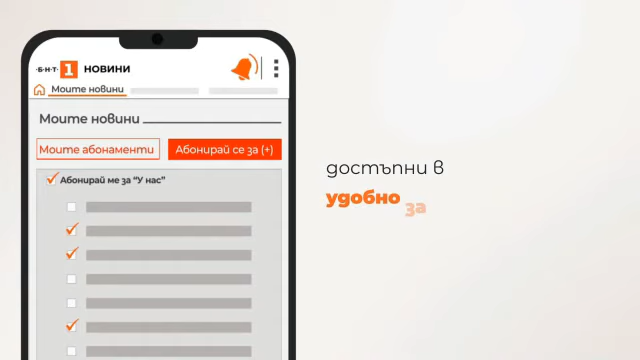 БНТ 1 НОВИНИ
Моите новини
Моите новини
Моите абонаменти
Абонирай се за (+)
Абонирай ме за “У нас”
достъпни в
удобно за